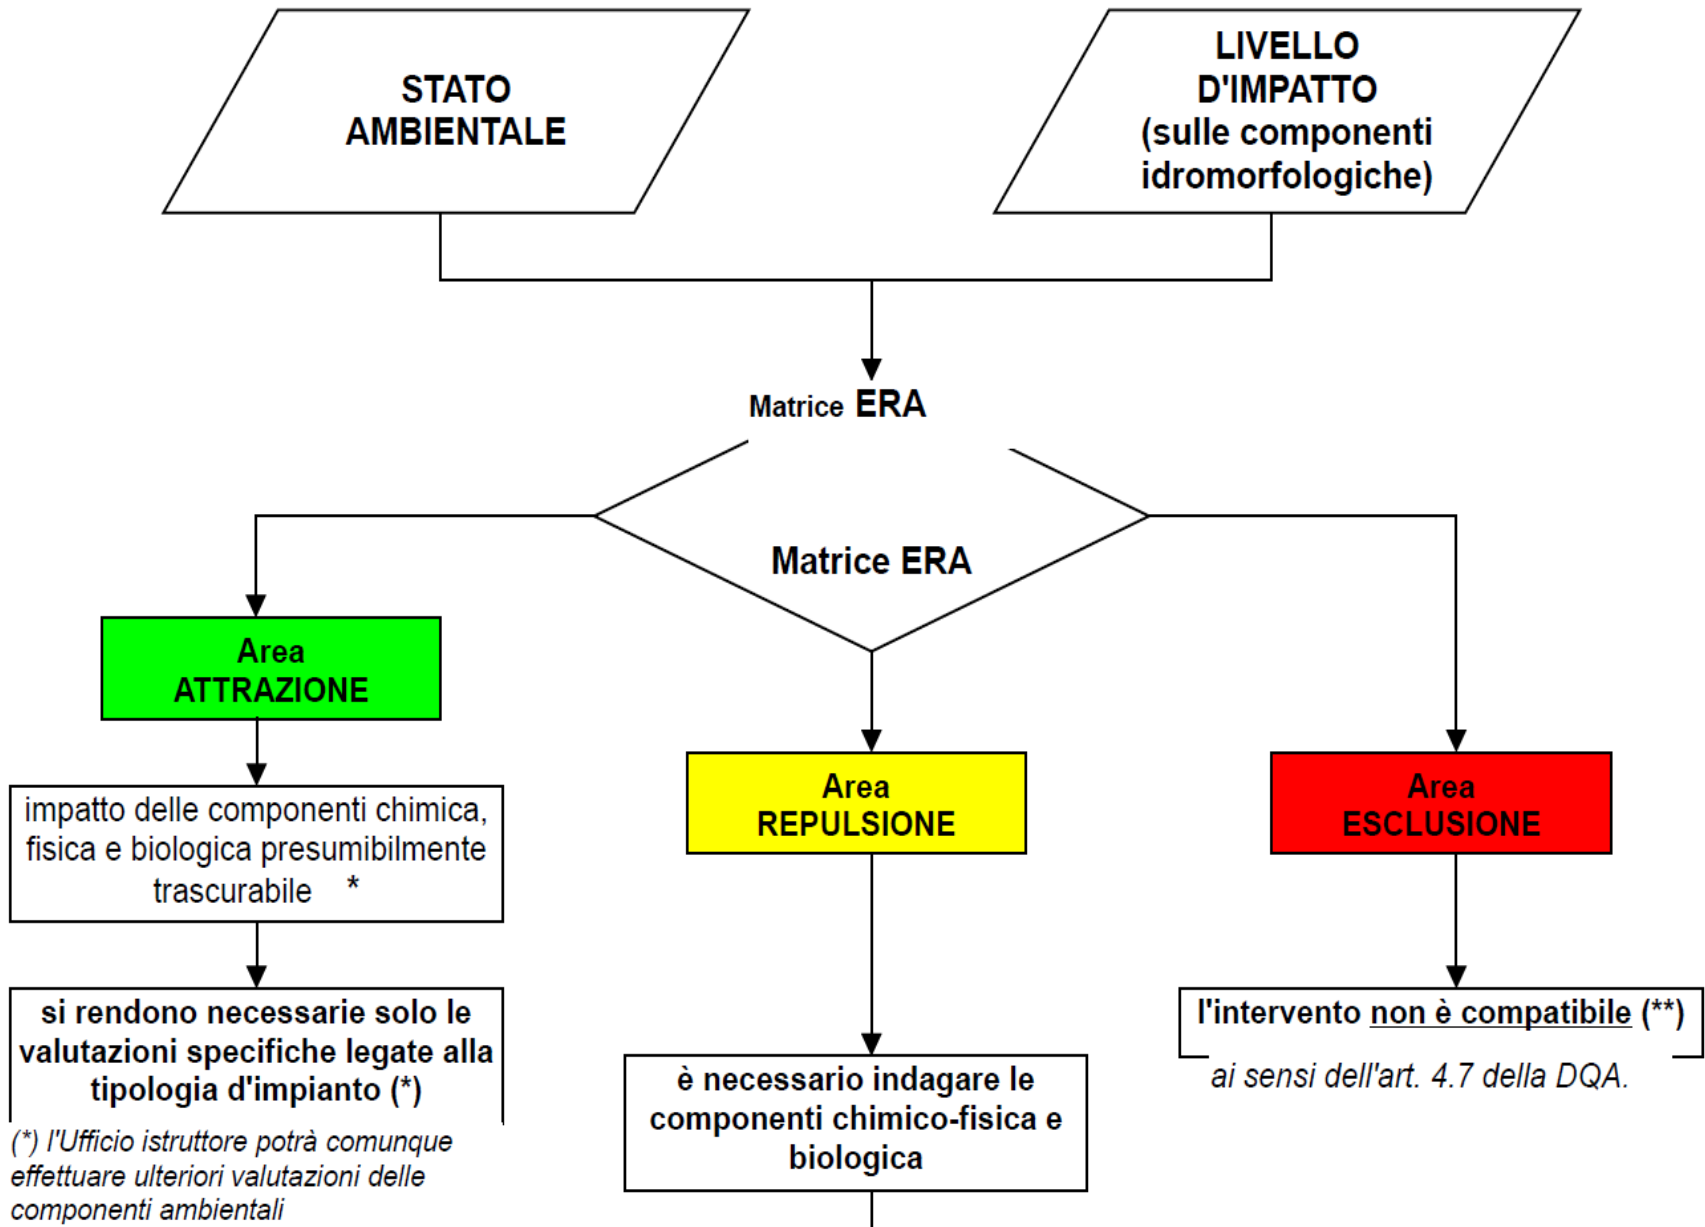 STATO
AMBIENTALE
LIVELLO
D'IMPATTO
(sulle componenti
idromorfologiche)
Matrice ERA
Matrice ERA
Area
ATTRAZIONE
impatto delle componenti chimica,
fisica e biologica presumibilmente
trascurabile *
si rendono necessarie solo le
valutazioni specifiche legate alla
tipologia d'impianto (*)
(*) l'Ufficio istruttore potrà comunque
effettuare ulteriori valutazioni delle
componenti ambientali
Area
REPULSIONE
è necessario indagare le
componenti chimico-fisica e
biologica
Area
ESCLUSIONE
l'intervento non è compatibile (**)
ai sensi dell'art. 4.7 della DQA.